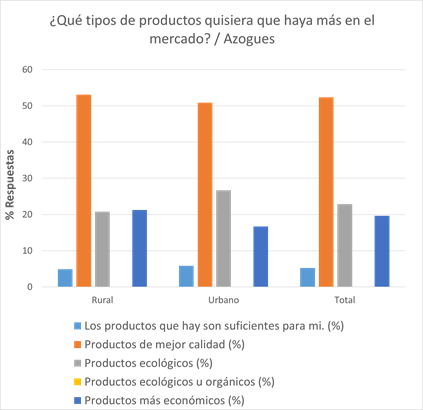 ¿Qué tipos de productos quisiera que haya más en el
mercado? / Azogues
% Respuestas
60
50
40
30
20
10
0
Rural
Urbano
Total
Los productos que hay son suficientes para mi. (%)
Productos de mejor calidad (%)
Productos ecológicos (%)
Productos ecológicos u orgánicos (%)
Productos más económicos (%)